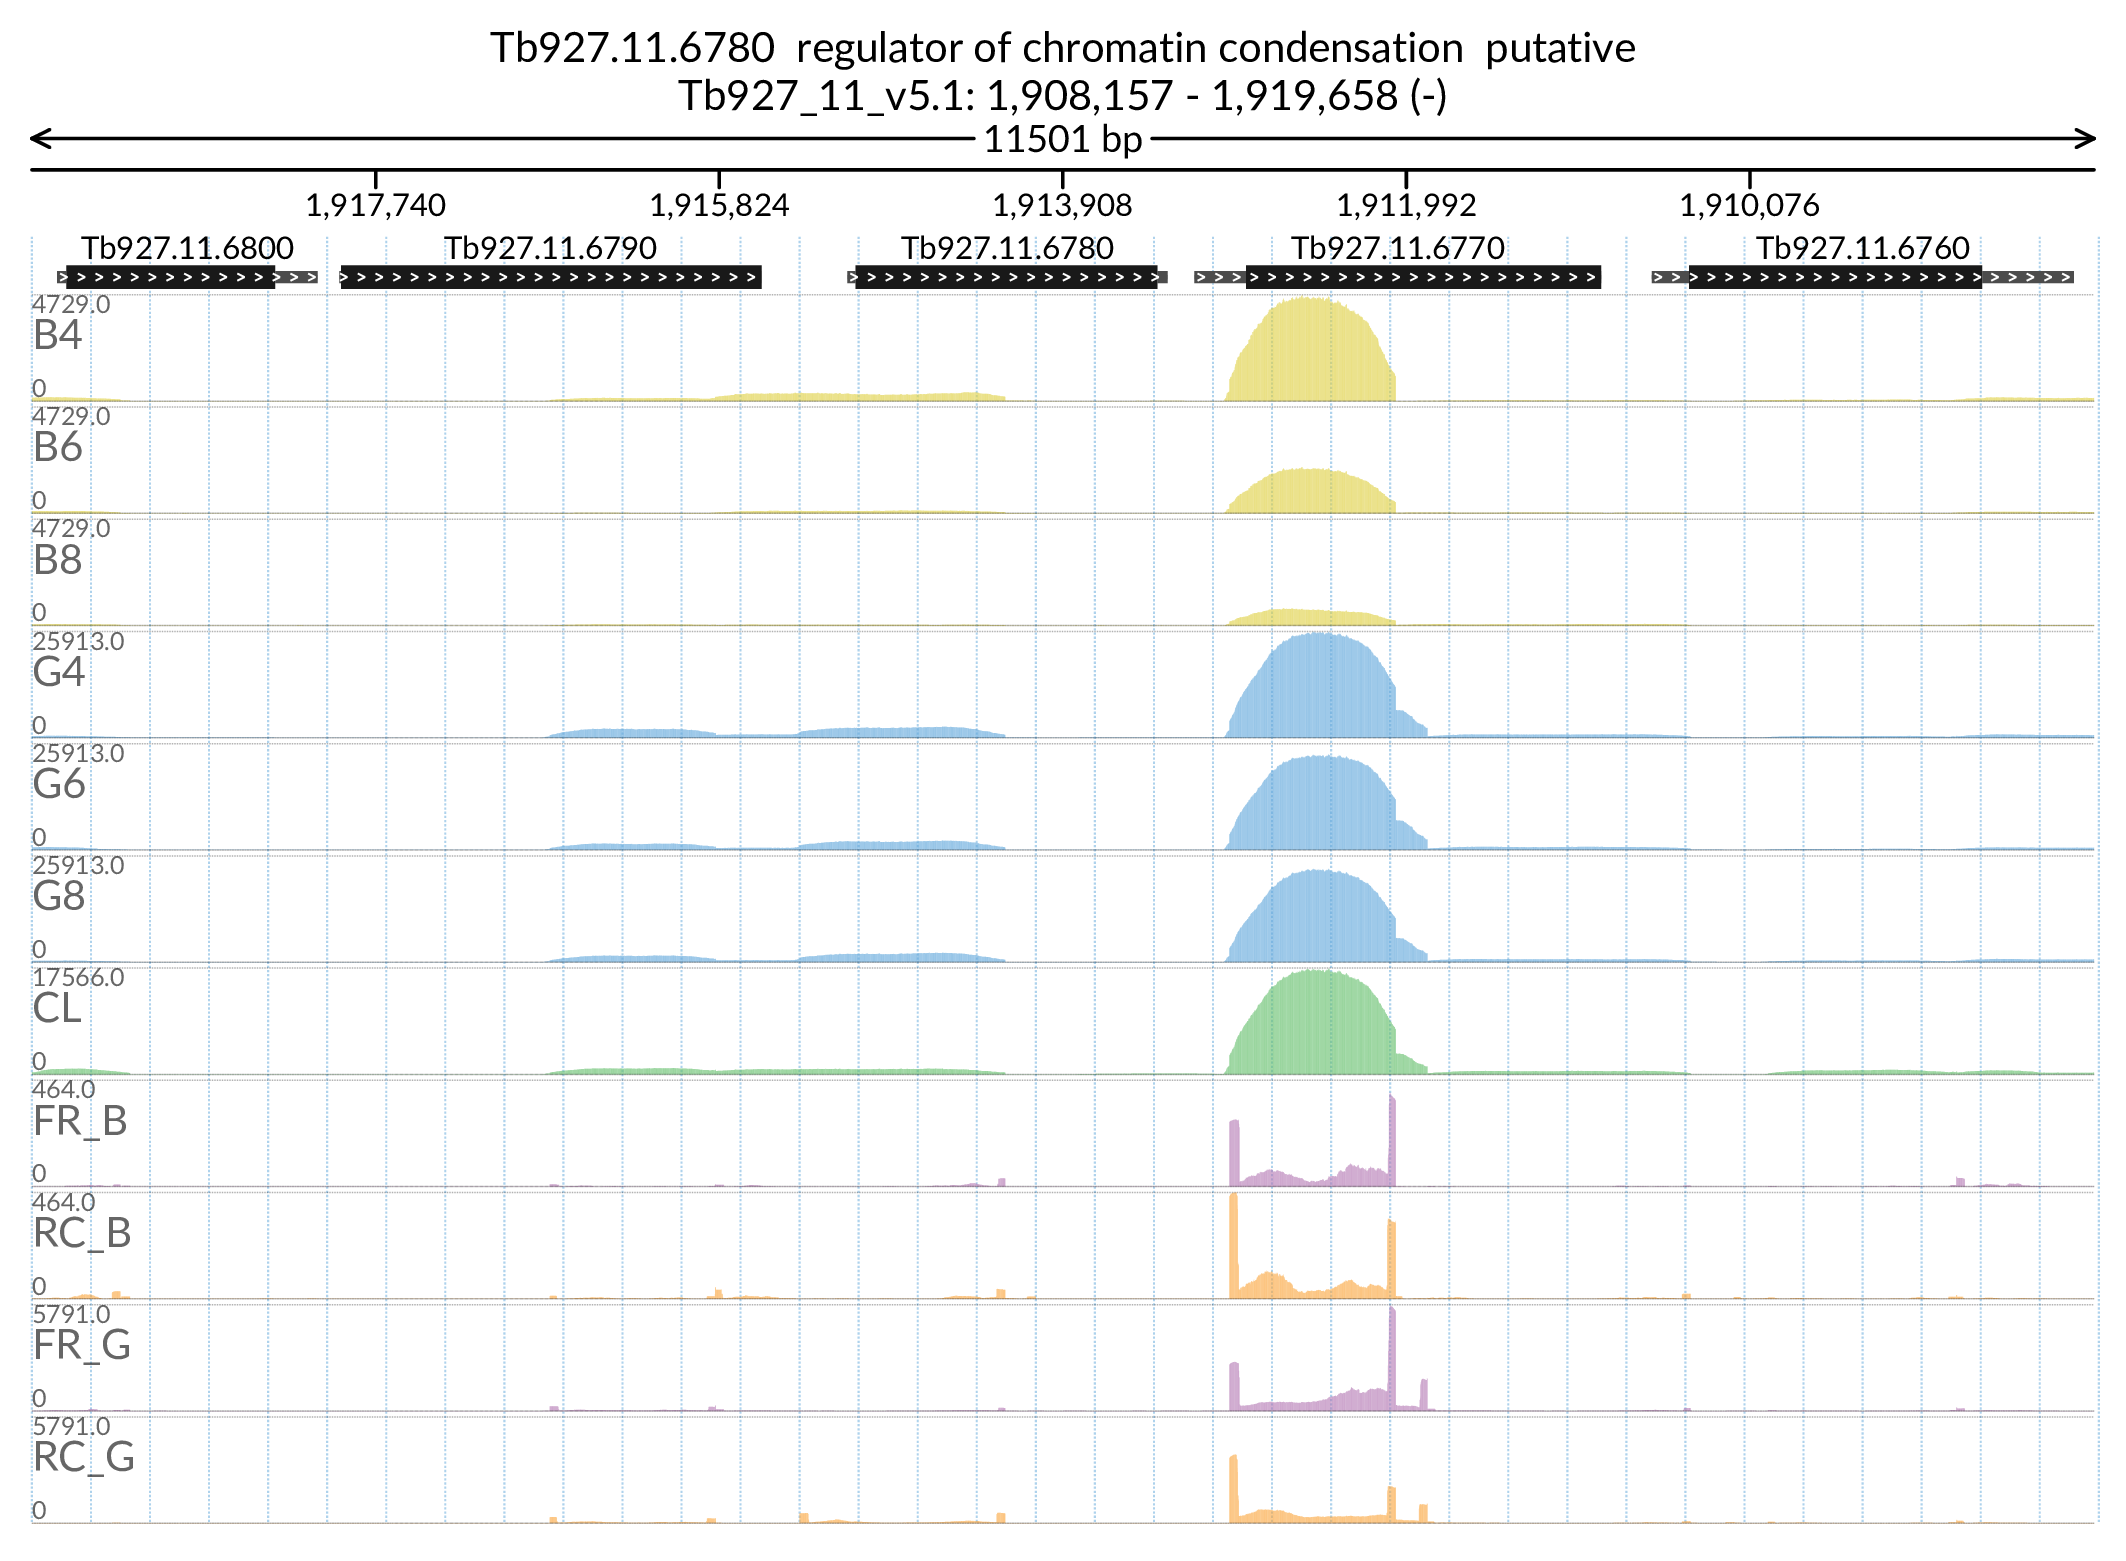 Tb927.11.6780  regulator of chromatin condensation  putative
Tb927_11_v5.1: 1,908,157 - 1,919,658 (-)
11501 bp
1,917,740 1,915,824 1,913,908 1,911,992 1,910,076
Tb927.11.6800 Tb927.11.6790 Tb927.11.6780 Tb927.11.6770 Tb927.11.6760
4729.0
B4
0
4729.0
B6
0
4729.0
B8
0
25913.0
G4
0
25913.0
G6
0
25913.0
G8
0
17566.0
CL
0
464.0
FR_B
0
464.0
RC_B
0
5791.0
FR_G
0
5791.0
RC_G
0